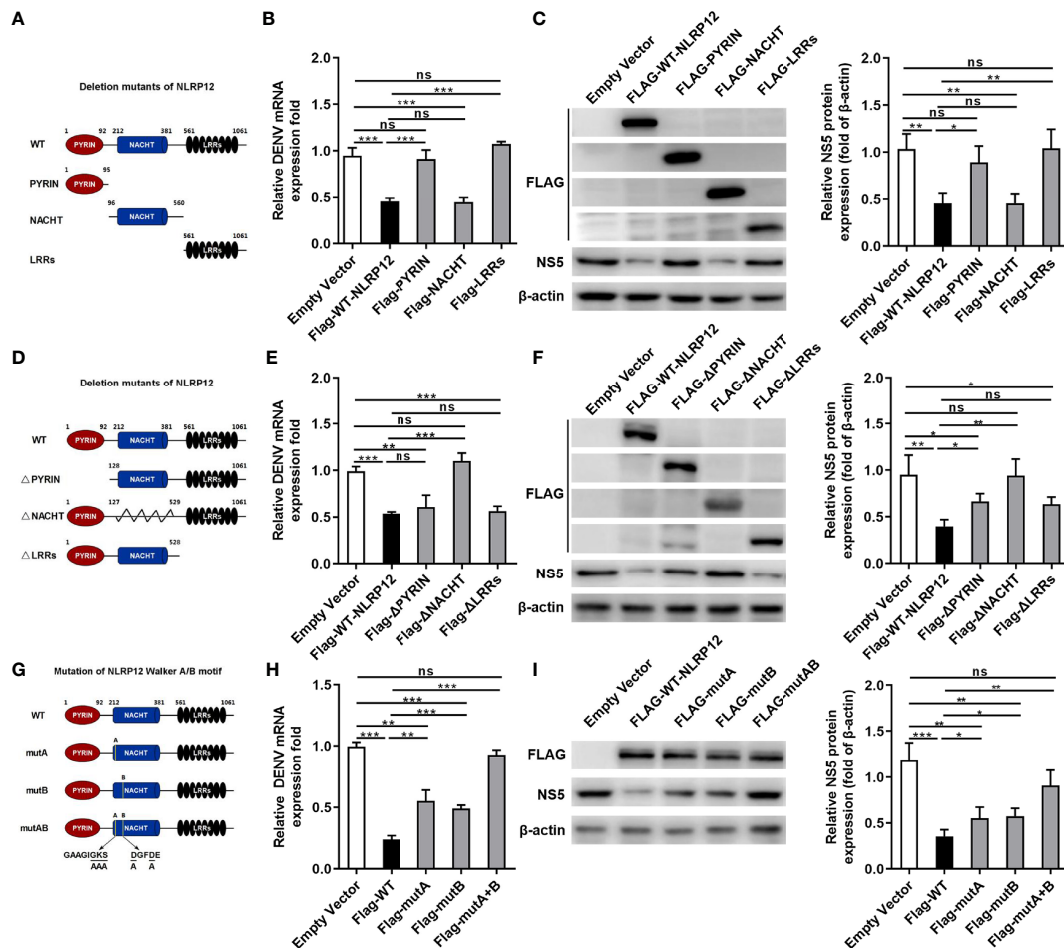 A
Deletion mutants of NLRP12
1 92 212 381 561 1061
WT PYRIN NACHT LRRs
1 95
PYRIN PYRIN
96 560
NACHT NACHT
561 1061
LRRs LRRs
B
Relative DENV mRNA
expression fold
2.0
1.5
1.0
0.5
0.0
ns
***
***
ns
ns
*** ***
Empty Vector
Flag-WT-NLRP12
Flag-PYRIN
Flag-NACHT
Flag-LRRs
C
Empty Vector
FLAG-WT-NLRP12
FLAG-PYRIN
FLAG-NACHT
FLAG-LRRs
FLAG
NS5
β-actin
Relative NS5 protein
expression (fold of β-actin)
2.0
1.5
1.0
0.5
0.0
ns
**
**
ns
ns
** *
Empty Vector
Flag-WT-NLRP12
Flag-PYRIN
Flag-NACHT
Flag-LRRs
D
Deletion mutants of NLRP12
1 92 212 381 561 1061
WT PYRIN NACHT LRRs
128 1061
△PYRIN NACHT LRRs
1 127 529 1061
△NACHT PYRIN LRRs
1 528
△LRRs PYRIN NACHT
E
Relative DENV mRNA
expression fold
2.0
1.5
1.0
0.5
0.0
***
ns
ns
***
**
*** ns
Empty Vector
Flag-WT-NLRP12
Flag-ΔPYRIN
Flag-ΔNACHT
Flag-ΔLRRs
F
Empty Vector
FLAG-WT-NLRP12
FLAG-ΔPYRIN
FLAG-ΔNACHT
FLAG-ΔLRRs
FLAG
NS5
β-actin
Relative NS5 protein
expression (fold of β-actin)
2.0
1.5
1.0
0.5
0.0
ns
ns
**
*
** *
Empty Vector
Flag-WT-NLRP12
Flag-ΔPYRIN
Flag-ΔNACHT
Flag-ΔLRRs
G
Mutation of NLRP12 Walker A/B motif
1 92 212 381 561 1061
WT PYRIN NACHT LRRs
A
mutA PYRIN NACHT LRRs
B
mutB PYRIN NACHT LRRs
A B
mutAB PYRIN NACHT LRRs
GAAGIGKS DGFDE
AAA A A
H
Relative DENV mRNA
expression fold
1.5
1.0
0.5
0.0
ns
***
***
***
**
*** **
Empty Vector
Flag-WT
Flag-mutA
Flag-mutB
Flag-mutA+B
I
Empty Vector
FLAG-WT-NLRP12
FLAG-mutA
FLAG-mutB
FLAG-mutAB
FLAG
NS5
β-actin
Relative NS5 protein
expression (fold of β-actin)
2.0
1.5
1.0
0.5
0.0
ns
**
**
*
**
*** *
Empty Vector
Flag-WT
Flag-mutA
Flag-mutB
Flag-mutA+B